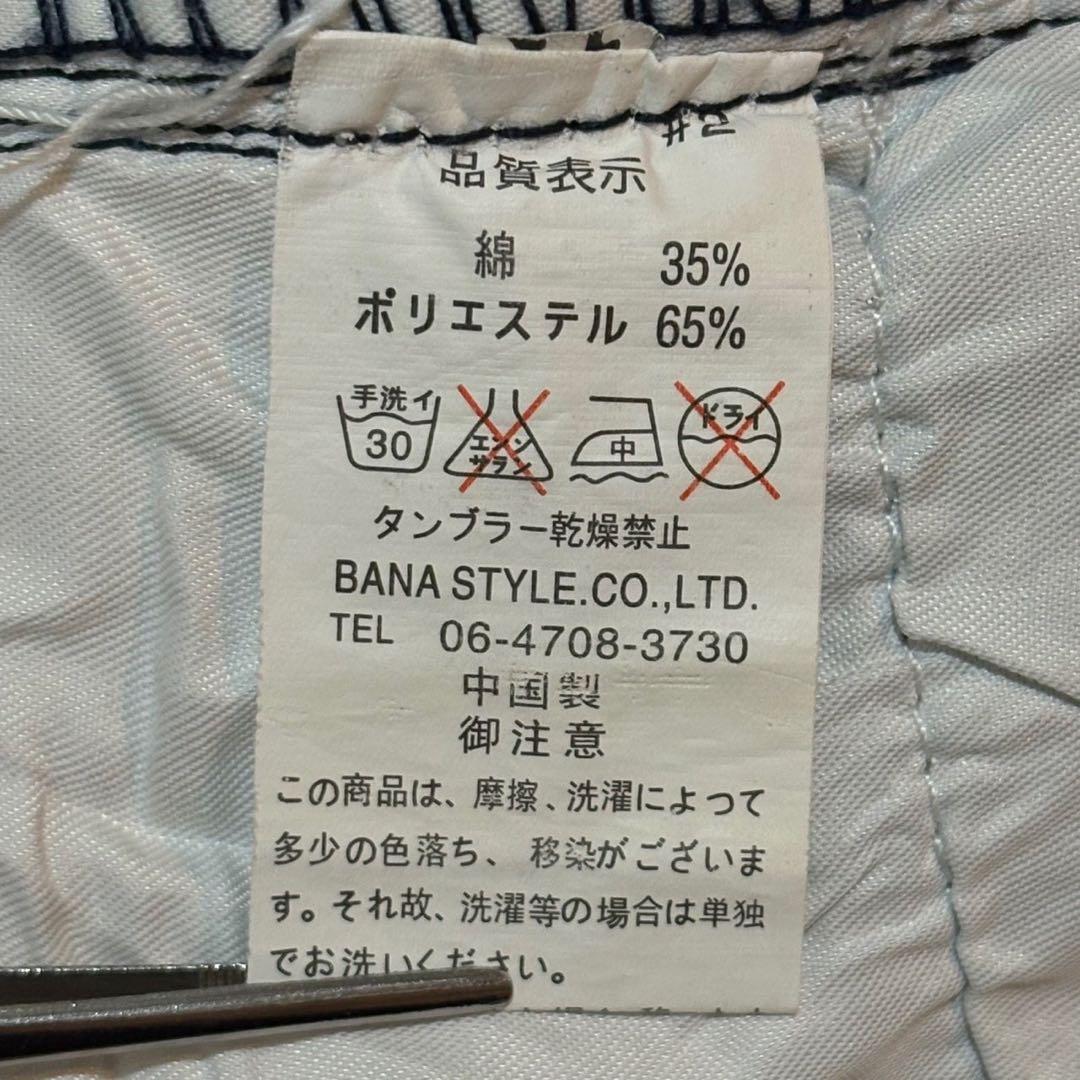 #2
品質表示
綿 35%
ポリエステル 65%
手洗イ 30 エンソサラシ 中 ドライ
タンブラー乾燥禁止
BANA STYLE.CO.,LTD.
TEL 06-4708-3730
中国製
御注意
この商品は、摩擦、洗濯によって
多少の色落ち、移染がございま
す。それ故、洗濯等の場合は単独
でお洗いください。